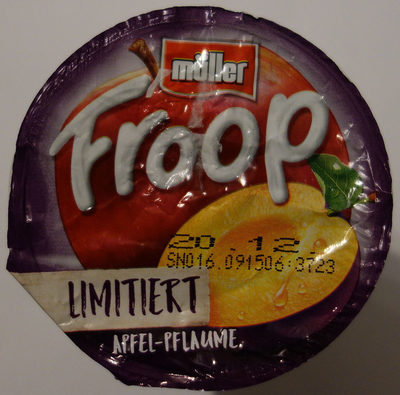 müller
Froop
20.12
SN016.091506:3723
LIMITIERT
APFEL-PFLAUME